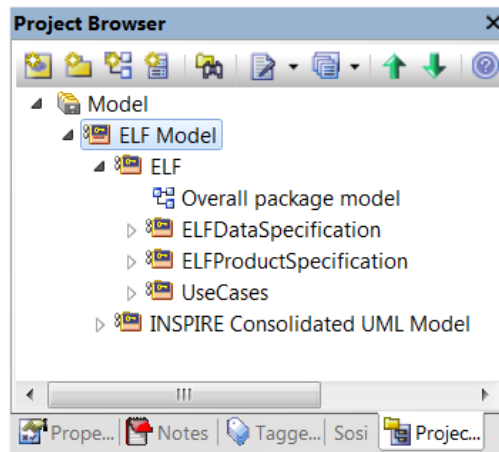 Project Browser
Model
ELF Model
ELF
Overall package model
ELFDataSpecification
ELFProductSpecification
UseCases
INSPIRE Consolidated UML Model
Prope... Notes Tagge... Sosi Projec...